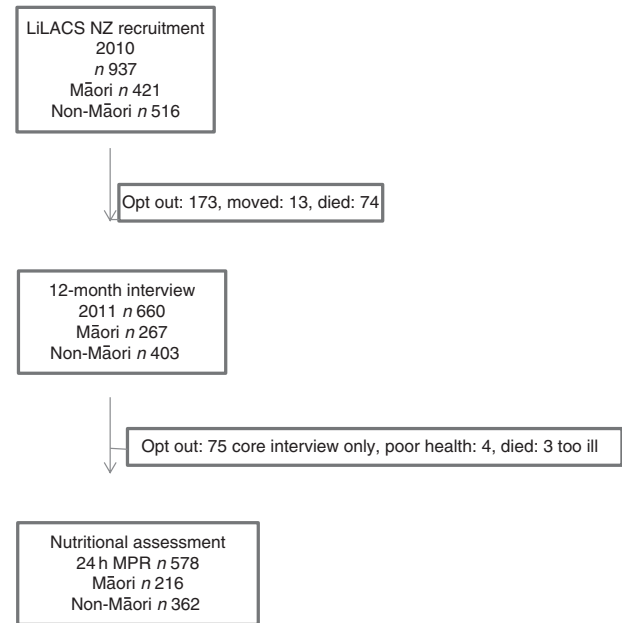 LiLACS NZ recruitment
2010
n 937
Māori n 421
Non-Māori n 516
Opt out: 173, moved: 13, died: 74
12-month interview
2011 n 660
Māori n 267
Non-Māori n 403
Opt out: 75 core interview only, poor health: 4, died: 3 too ill
Nutritional assessment
24 h MPR n 578
Māori n 216
Non-Māori n 362